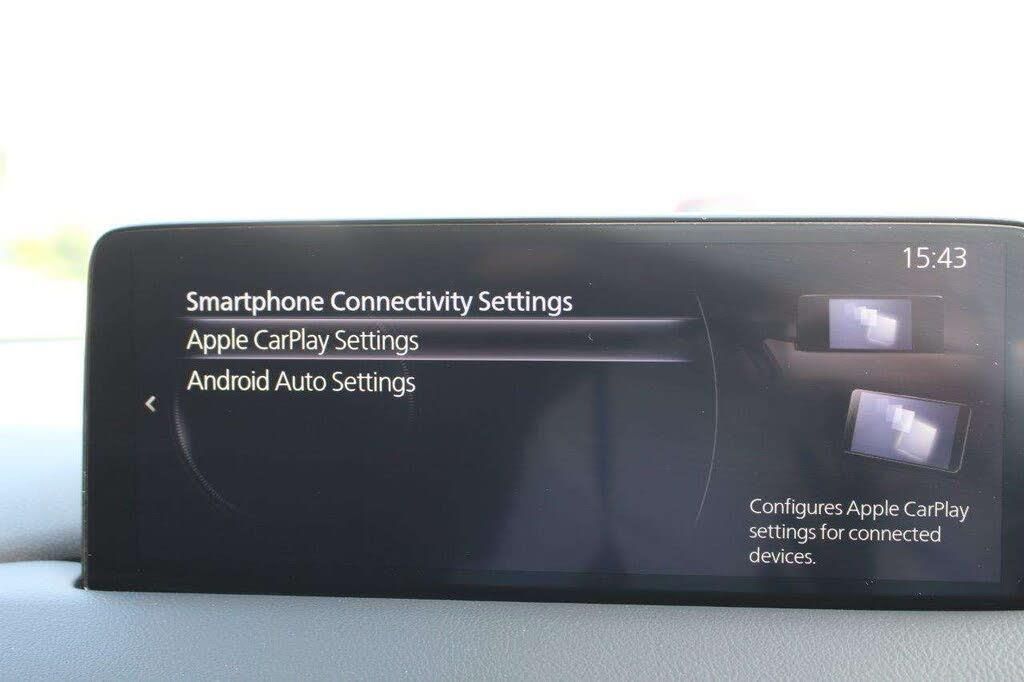 15:43
Smartphone Connectivity Settings
Apple CarPlay Settings
Android Auto Settings
Configures Apple CarPlay
settings for connected
devices.